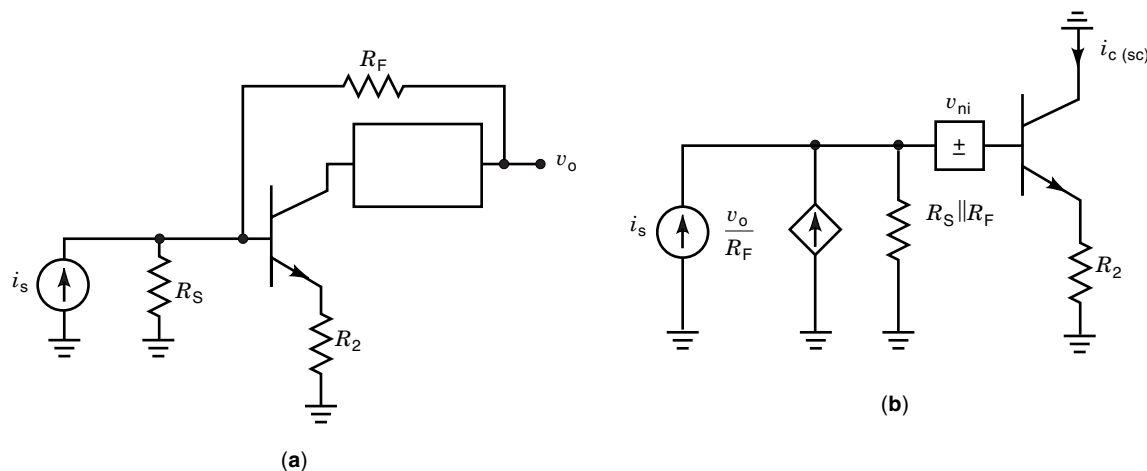 R_F
v_o
i_s
R_S
R_2
(a)
i_c (sc)
v_ni
±
i_s
v_o
R_F
R_S||R_F
R_2
(b)